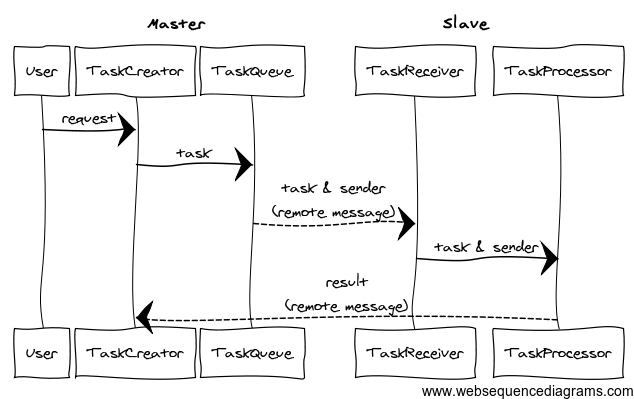 Master Slave
User TaskCreator TaskQueue TaskReceiver TaskProcessor
request
task
task & sender
(remote message)
task & sender
result
(remote message)
User TaskCreator TaskQueue TaskReceiver TaskProcessor
www.websequencediagrams.com